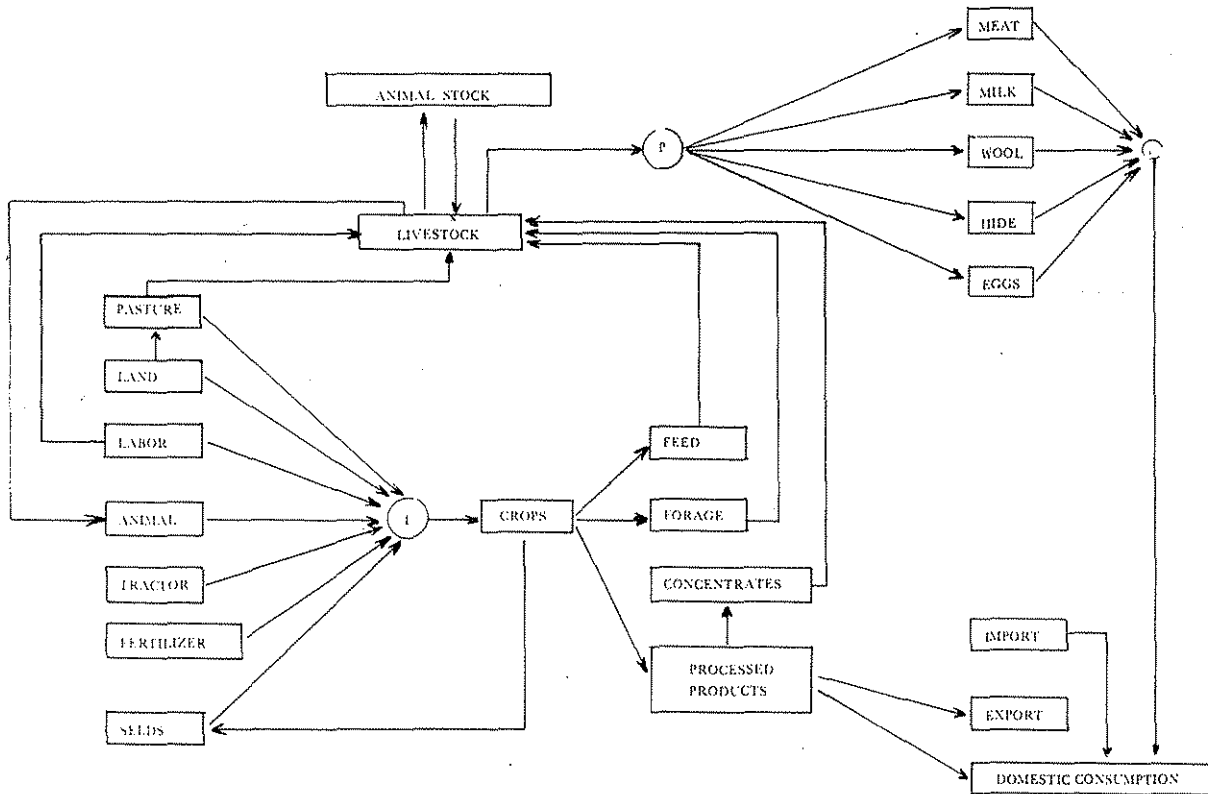 MEAT
ANIMAL STOCK
MILK
P
WOOL
LIVESTOCK
HIDE
EGGS
PASTURE
LAND
LABOR
FEED
ANIMAL
CROPS
FORAGE
TRACTOR
CONCENTRATES
FERTILIZER
IMPORT
PROCESSED
PRODUCTS
SEEDS
EXPORT
DOMESTIC CONSUMPTION